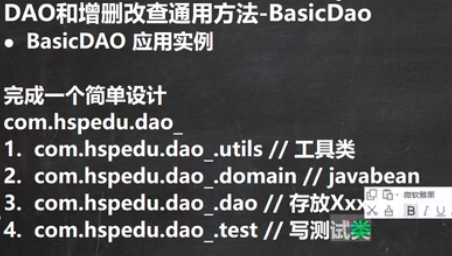 DAO和增删改查通用方法-BasicDao
● BasicDAO 应用实例
完成一个简单设计
com.hspedu.dao_
1. com.hspedu.dao_.utils // 工具类
2. com.hspedu.dao_.domain // javabean
3. com.hspedu.dao_.dao // 存放Xxx
微软雅黑
4. com.hspedu.dao_.test // 写测试类
B I U